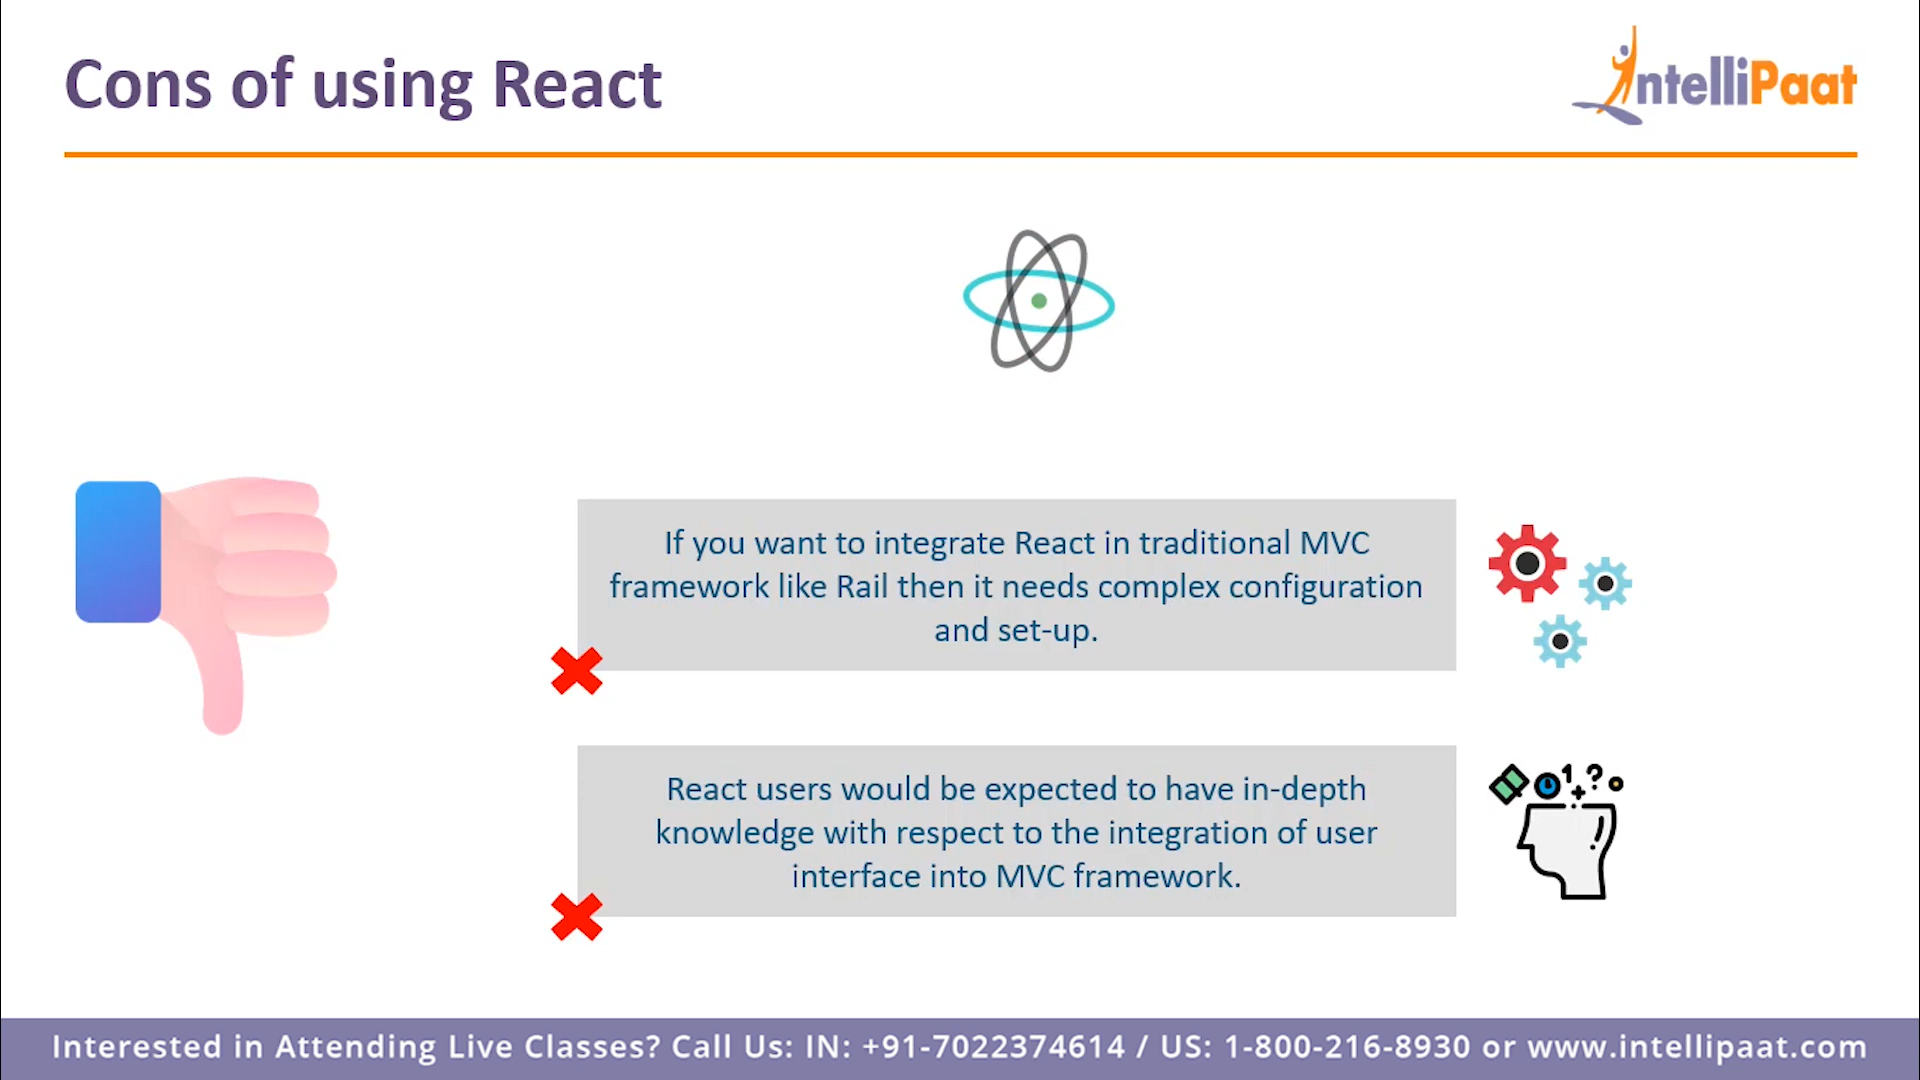 Cons of using React
IntelliPaat
If you want to integrate React in traditional MVC
framework like Rail then it needs complex configuration
and set-up.
React users would be expected to have in-depth
knowledge with respect to the integration of user
interface into MVC framework.
Interested in Attending Live Classes? Call Us: IN: +91-7022374614 / US: 1-800-216-8930 or www.intellipaat.com